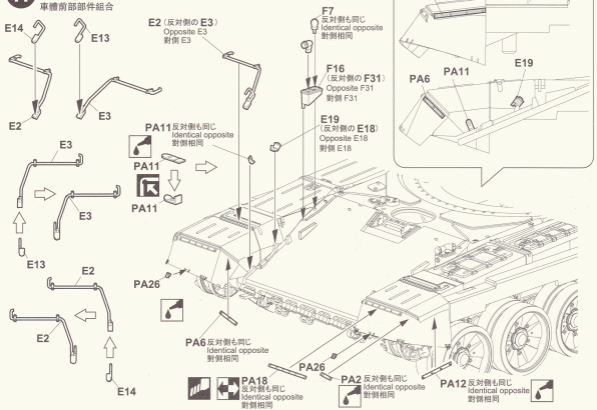 車體前部部件組合
E14
E13
E2
E3
E2 (反対側の E3)
Opposite E3
對側 E3
F7
反対側も同じ
Identical opposite
對側相同
F16
(反対側の F31)
Opposite F31
對側 F31
E19
(反対側の E18)
Opposite E18
對側 E18
PA11 反対側も同じ
Identical opposite
對側相同
PA11
PA11
PA6
PA11
E19
E3
E3
E13
E2
E2
E14
PA26
PA6 反対側も同じ
Identical opposite
對側相同
PA26
PA18
反対側も同じ
Identical opposite
對側相同
PA2 反対側も同じ
Identical opposite
對側相同
PA12 反対側も同じ
Identical opposite
對側相同